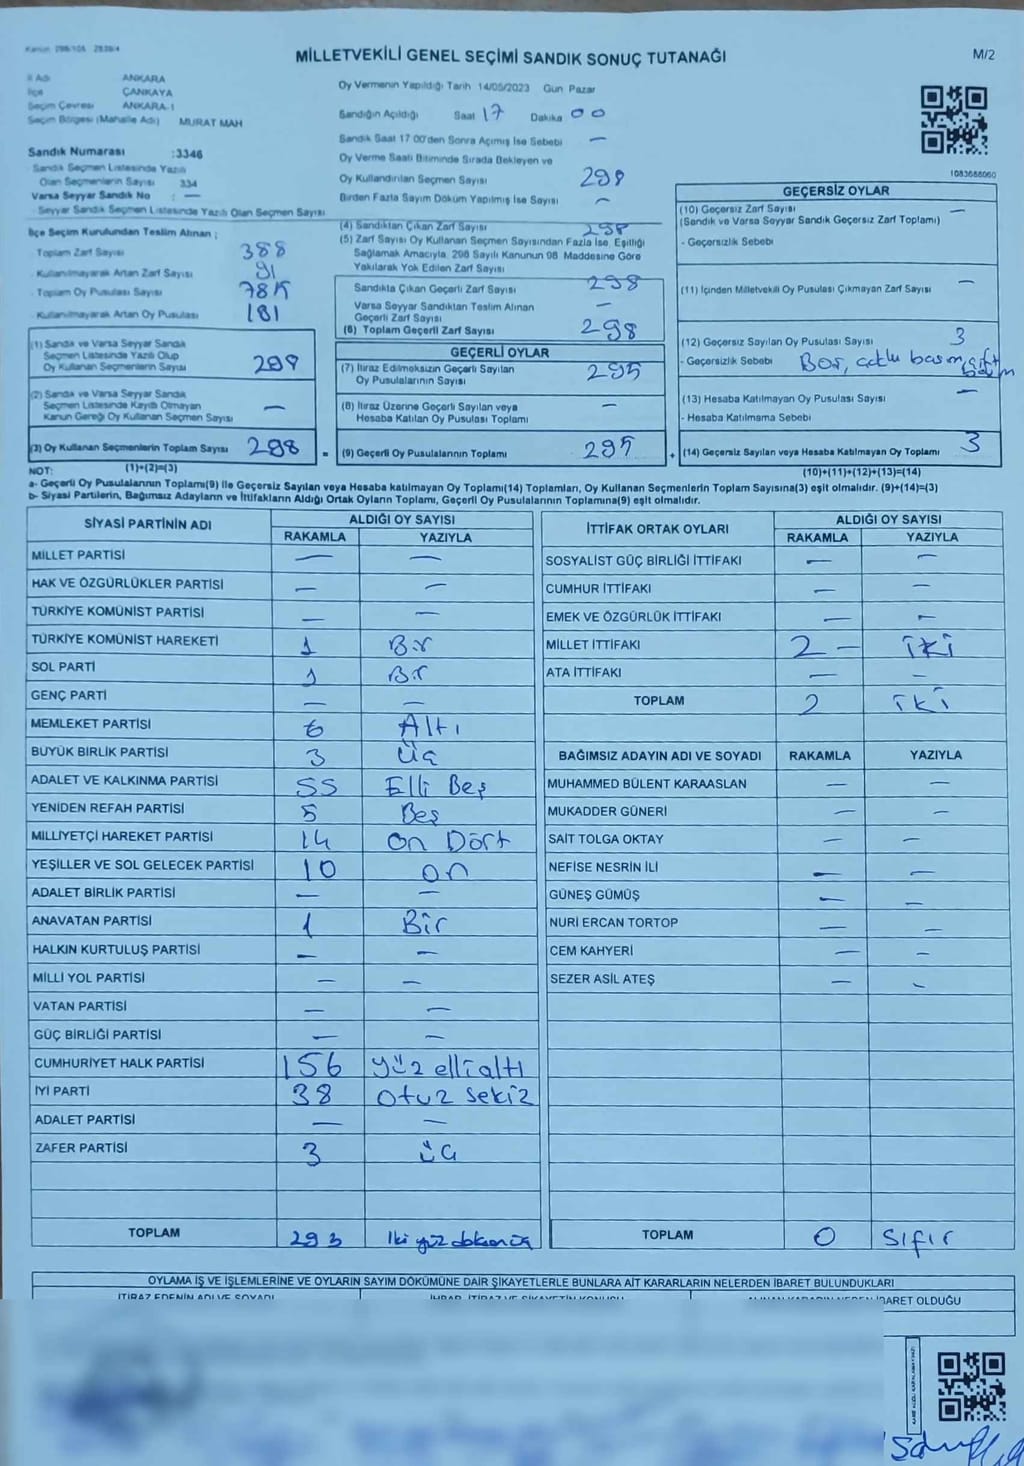 Kanun 298/105 2839/4
MİLLETVEKİLİ GENEL SEÇİMİ SANDIK SONUÇ TUTANAĞI
M/2
İl Adı ANKARA
İlçe ÇANKAYA
Seçim Çevresi ANKARA-1
Seçim Bölgesi (Mahalle Adı) MURAT MAH
Sandık Numarası :3346
Sandık Seçmen Listesinde Yazılı
Olan Seçmenlerin Sayısı 334
Varsa Seyyar Sandık No : —
Seyyar Sandık Seçmen Listesinde Yazılı Olan Seçmen Sayısı
İlçe Seçim Kurulundan Teslim Alınan ;
Toplam Zarf Sayısı 388
Kullanılmayarak Artan Zarf Sayısı 91
Toplam Oy Pusulası Sayısı
Kullanılmayarak Artan Oy Pusulası 181
Oy Vermenin Yapıldığı Tarih 14/05/2023 Gün Pazar
Sandığın Açıldığı Saat 17 Dakika 00
Sandık Saat 17 00'den Sonra Açımış İse Sebebi —
Oy Verme Saati Bitiminde Sırada Bekleyen ve
Oy Kullandırılan Seçmen Sayısı 298
Birden Fazla Sayım Döküm Yapılmış İse Sayısı —
(4) Sandıktan Çıkan Zarf Sayısı 298
(5) Zarf Sayısı Oy Kullanan Seçmen Sayısından Fazla İse, Eşitliği
Sağlamak Amacıyla, 298 Sayılı Kanunun 98 Maddesine Göre
Yakılarak Yok Edilen Zarf Sayısı
Sandıkta Çıkan Geçerli Zarf Sayısı 298
Varsa Seyyar Sandıktan Teslim Alınan
Geçerli Zarf Sayısı —
(6) Toplam Geçerli Zarf Sayısı 298
1083688060
GEÇERSİZ OYLAR
(10) Geçersiz Zarf Sayısı —
(Sandık ve Varsa Seyyar Sandık Geçersiz Zarf Toplamı)
- Geçersizlik Sebebi
(11) İçinden Milletvekili Oy Pusulası Çıkmayan Zarf Sayısı —
(12) Geçersiz Sayılan Oy Pusulası Sayısı 3
- Geçersizlik Sebebi Boş,
(13) Hesaba Katılmayan Oy Pusulası Sayısı —
- Hesaba Katılmama Sebebi
(14) Geçersiz Sayılan veya Hesaba Katılmayan Oy Toplamı 3
(10)+(11)+(12)+(13)=(14)
(1) Sandık ve Varsa Seyyar Sandık
Seçmen Listesinde Yazılı Olup
Oy Kullanan Seçmenlerin Sayısı 298
(2) Sandık ve Varsa Seyyar Sandık
Seçmen Listesinde Kayıtlı Olmayan
Kanun Gereği Oy Kullanan Seçmen Sayısı —
(3) Oy Kullanan Seçmenlerin Toplam Sayısı 298
(1)+(2)=(3)
GEÇERLİ OYLAR
(7) İtiraz Edilmeksizin Geçerli Sayılan
Oy Pusulalarının Sayısı 295
(8) İtiraz Üzerine Geçerli Sayılan veya
Hesaba Katılan Oy Pusulası Toplamı —
= (9) Geçerli Oy Pusulalarının Toplamı 295 +
NOT:
a- Geçerli Oy Pusulalarının Toplamı(9) ile Geçersiz Sayılan veya Hesaba katılmayan Oy Toplamı(14) Toplamları, Oy Kullanan Seçmenlerin Toplam Sayısına(3) eşit olmalıdır. (9)+(14)=(3)
b- Siyasi Partilerin, Bağımsız Adayların ve İttifakların Aldığı Ortak Oyların Toplamı, Geçerli Oy Pusulalarının Toplamına(9) eşit olmalıdır.
SİYASİ PARTİNİN ADI ALDIĞI OY SAYISI
RAKAMLA YAZIYLA
MİLLET PARTİSİ — —
HAK VE ÖZGÜRLÜKLER PARTİSİ — —
TÜRKİYE KOMÜNİST PARTİSİ — —
TÜRKİYE KOMÜNİST HAREKETİ 1 Bir
SOL PARTİ 1 Bir
GENÇ PARTİ — —
MEMLEKET PARTİSİ 6 Altı
BÜYÜK BİRLİK PARTİSİ 3 Üç
ADALET VE KALKINMA PARTİSİ 55 Elli Beş
YENİDEN REFAH PARTİSİ 5 Beş
MİLLİYETÇİ HAREKET PARTİSİ 14 On Dört
YEŞİLLER VE SOL GELECEK PARTİSİ 10 on
ADALET BİRLİK PARTİSİ — —
ANAVATAN PARTİSİ 1 Bir
HALKIN KURTULUŞ PARTİSİ — —
MİLLİ YOL PARTİSİ — —
VATAN PARTİSİ — —
GÜÇ BİRLİĞİ PARTİSİ — —
CUMHURİYET HALK PARTİSİ 156 yüz elli altı
İYİ PARTİ 38 otuz sekiz
ADALET PARTİSİ — —
ZAFER PARTİSİ 3 üç
TOPLAM 293 İki yüz doksan üç
İTTİFAK ORTAK OYLARI ALDIĞI OY SAYISI
RAKAMLA YAZIYLA
SOSYALİST GÜÇ BİRLİĞİ İTTİFAKI — —
CUMHUR İTTİFAKI — —
EMEK VE ÖZGÜRLÜK İTTİFAKI — —
MİLLET İTTİFAKI 2 — iki
ATA İTTİFAKI — —
TOPLAM 2 iki
BAĞIMSIZ ADAYIN ADI VE SOYADI RAKAMLA YAZIYLA
MUHAMMED BÜLENT KARAASLAN — —
MUKADDER GÜNERİ — —
SAİT TOLGA OKTAY — —
NEFİSE NESRİN İLİ — —
GÜNEŞ GÜMÜŞ — —
NURİ ERCAN TORTOP — —
CEM KAHYERİ — —
SEZER ASİL ATEŞ — —
TOPLAM 0 Sıfır
OYLAMA İŞ VE İŞLEMLERİNE VE OYLARIN SAYIM DÖKÜMÜNE DAİR ŞİKAYETLERLE BUNLARA AİT KARARLARIN NELERDEN İBARET BULUNDUKLARI
İTİRAZ EDENİN ADI VE SOYADI İHBAR, İTİRAZ VE ŞİKAYETİN KONUSU ALINAN KARARIN NEDEN İBARET OLDUĞU